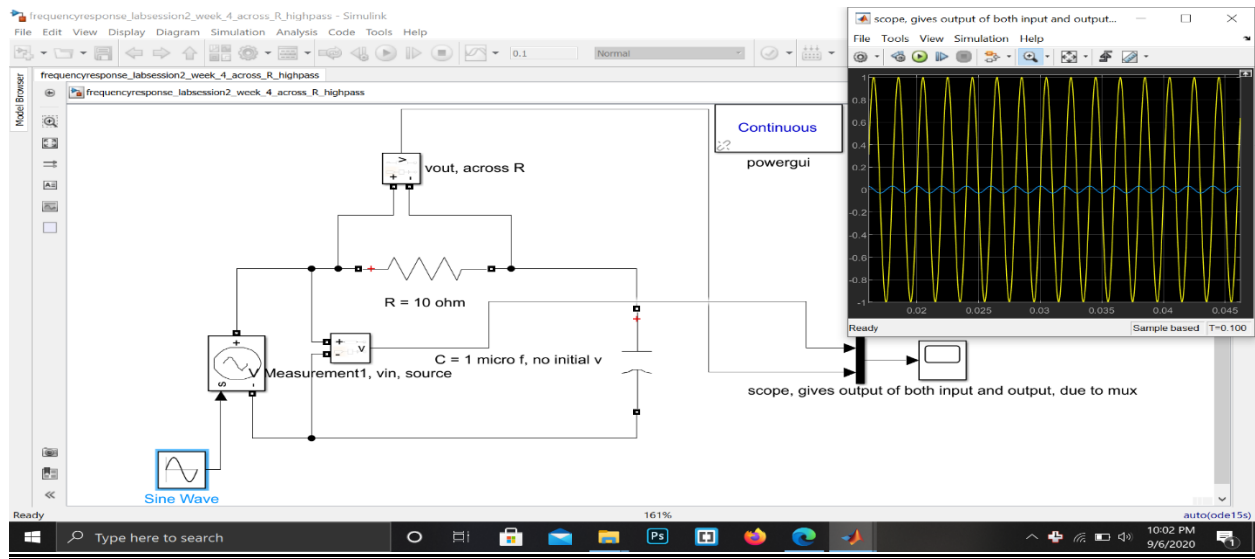 frequencyresponse_labsession2_week_4_across_R_highpass - Simulink
File Edit View Display Diagram Simulation Analysis Code Tools Help
0.1
Normal
frequencyresponse_labsession2_week_4_across_R_highpass
Model Browser
frequencyresponse_labsession2_week_4_across_R_highpass
v
+ -
vout, across R
Continuous
powergui
+
R = 10 ohm
+
-
v
+
C = 1 micro f, no initial v
V Measurement1, vin, source
+
s
-
scope, gives output of both input and output, due to mux
Sine Wave
scope, gives output of both input and output...
File Tools View Simulation Help
1
0.8
0.6
0.4
0.2
0
-0.2
-0.4
-0.6
-0.8
-1
0.02 0.025 0.03 0.035 0.04 0.045
Ready
Sample based T=0.100
Ready
161%
auto(ode15s)
Type here to search
Ps
10:02 PM
9/6/2020
1